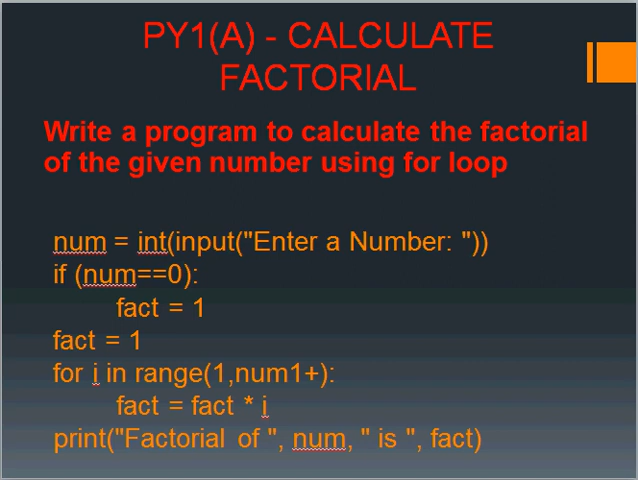 PY1(A) - CALCULATE
FACTORIAL
Write a program to calculate the factorial
of the given number using for loop
num = int(input("Enter a Number: "))
if (num==0):
fact = 1
fact = 1
for i in range(1,num1+):
fact = fact * i
print("Factorial of ", num, " is ", fact)